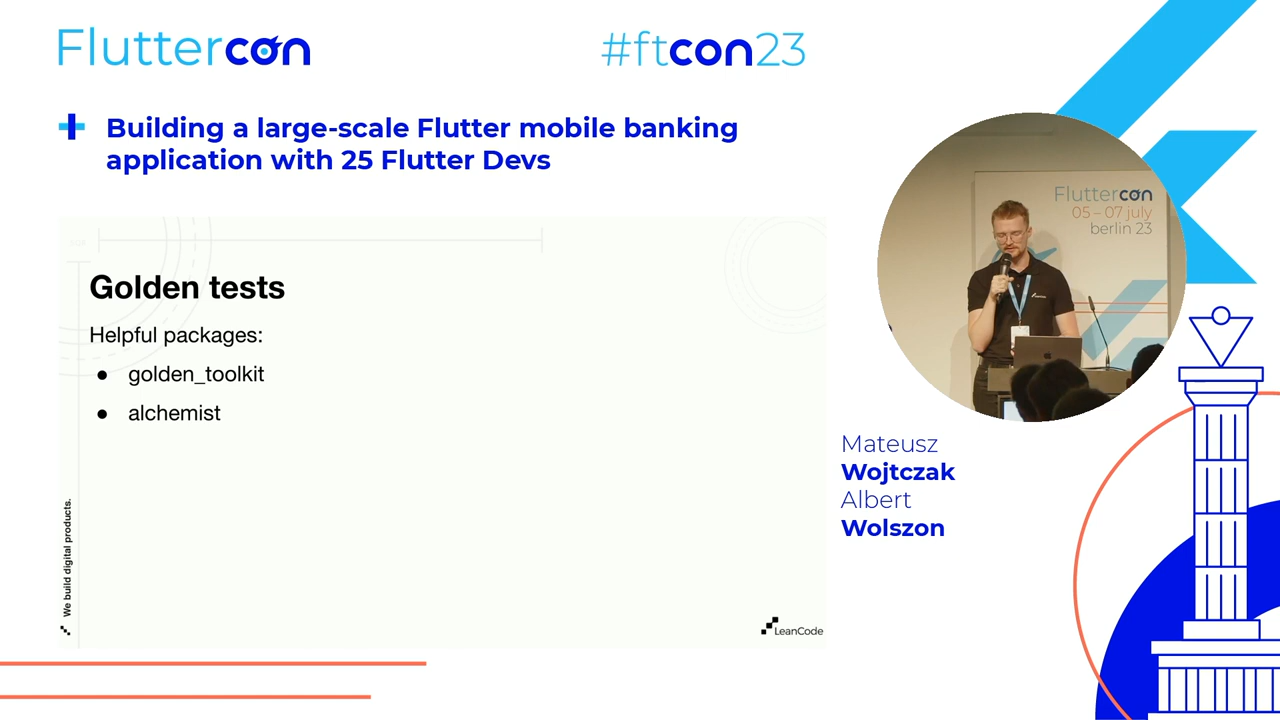 Fluttercon
#ftcon23
Building a large-scale Flutter mobile banking
application with 25 Flutter Devs
Fluttercon
05 – 07 july
berlin 23
Golden tests
Helpful packages:
● golden_toolkit
● alchemist
We build digital products.
LeanCode
Mateusz
Wojtczak
Albert
Wolszon